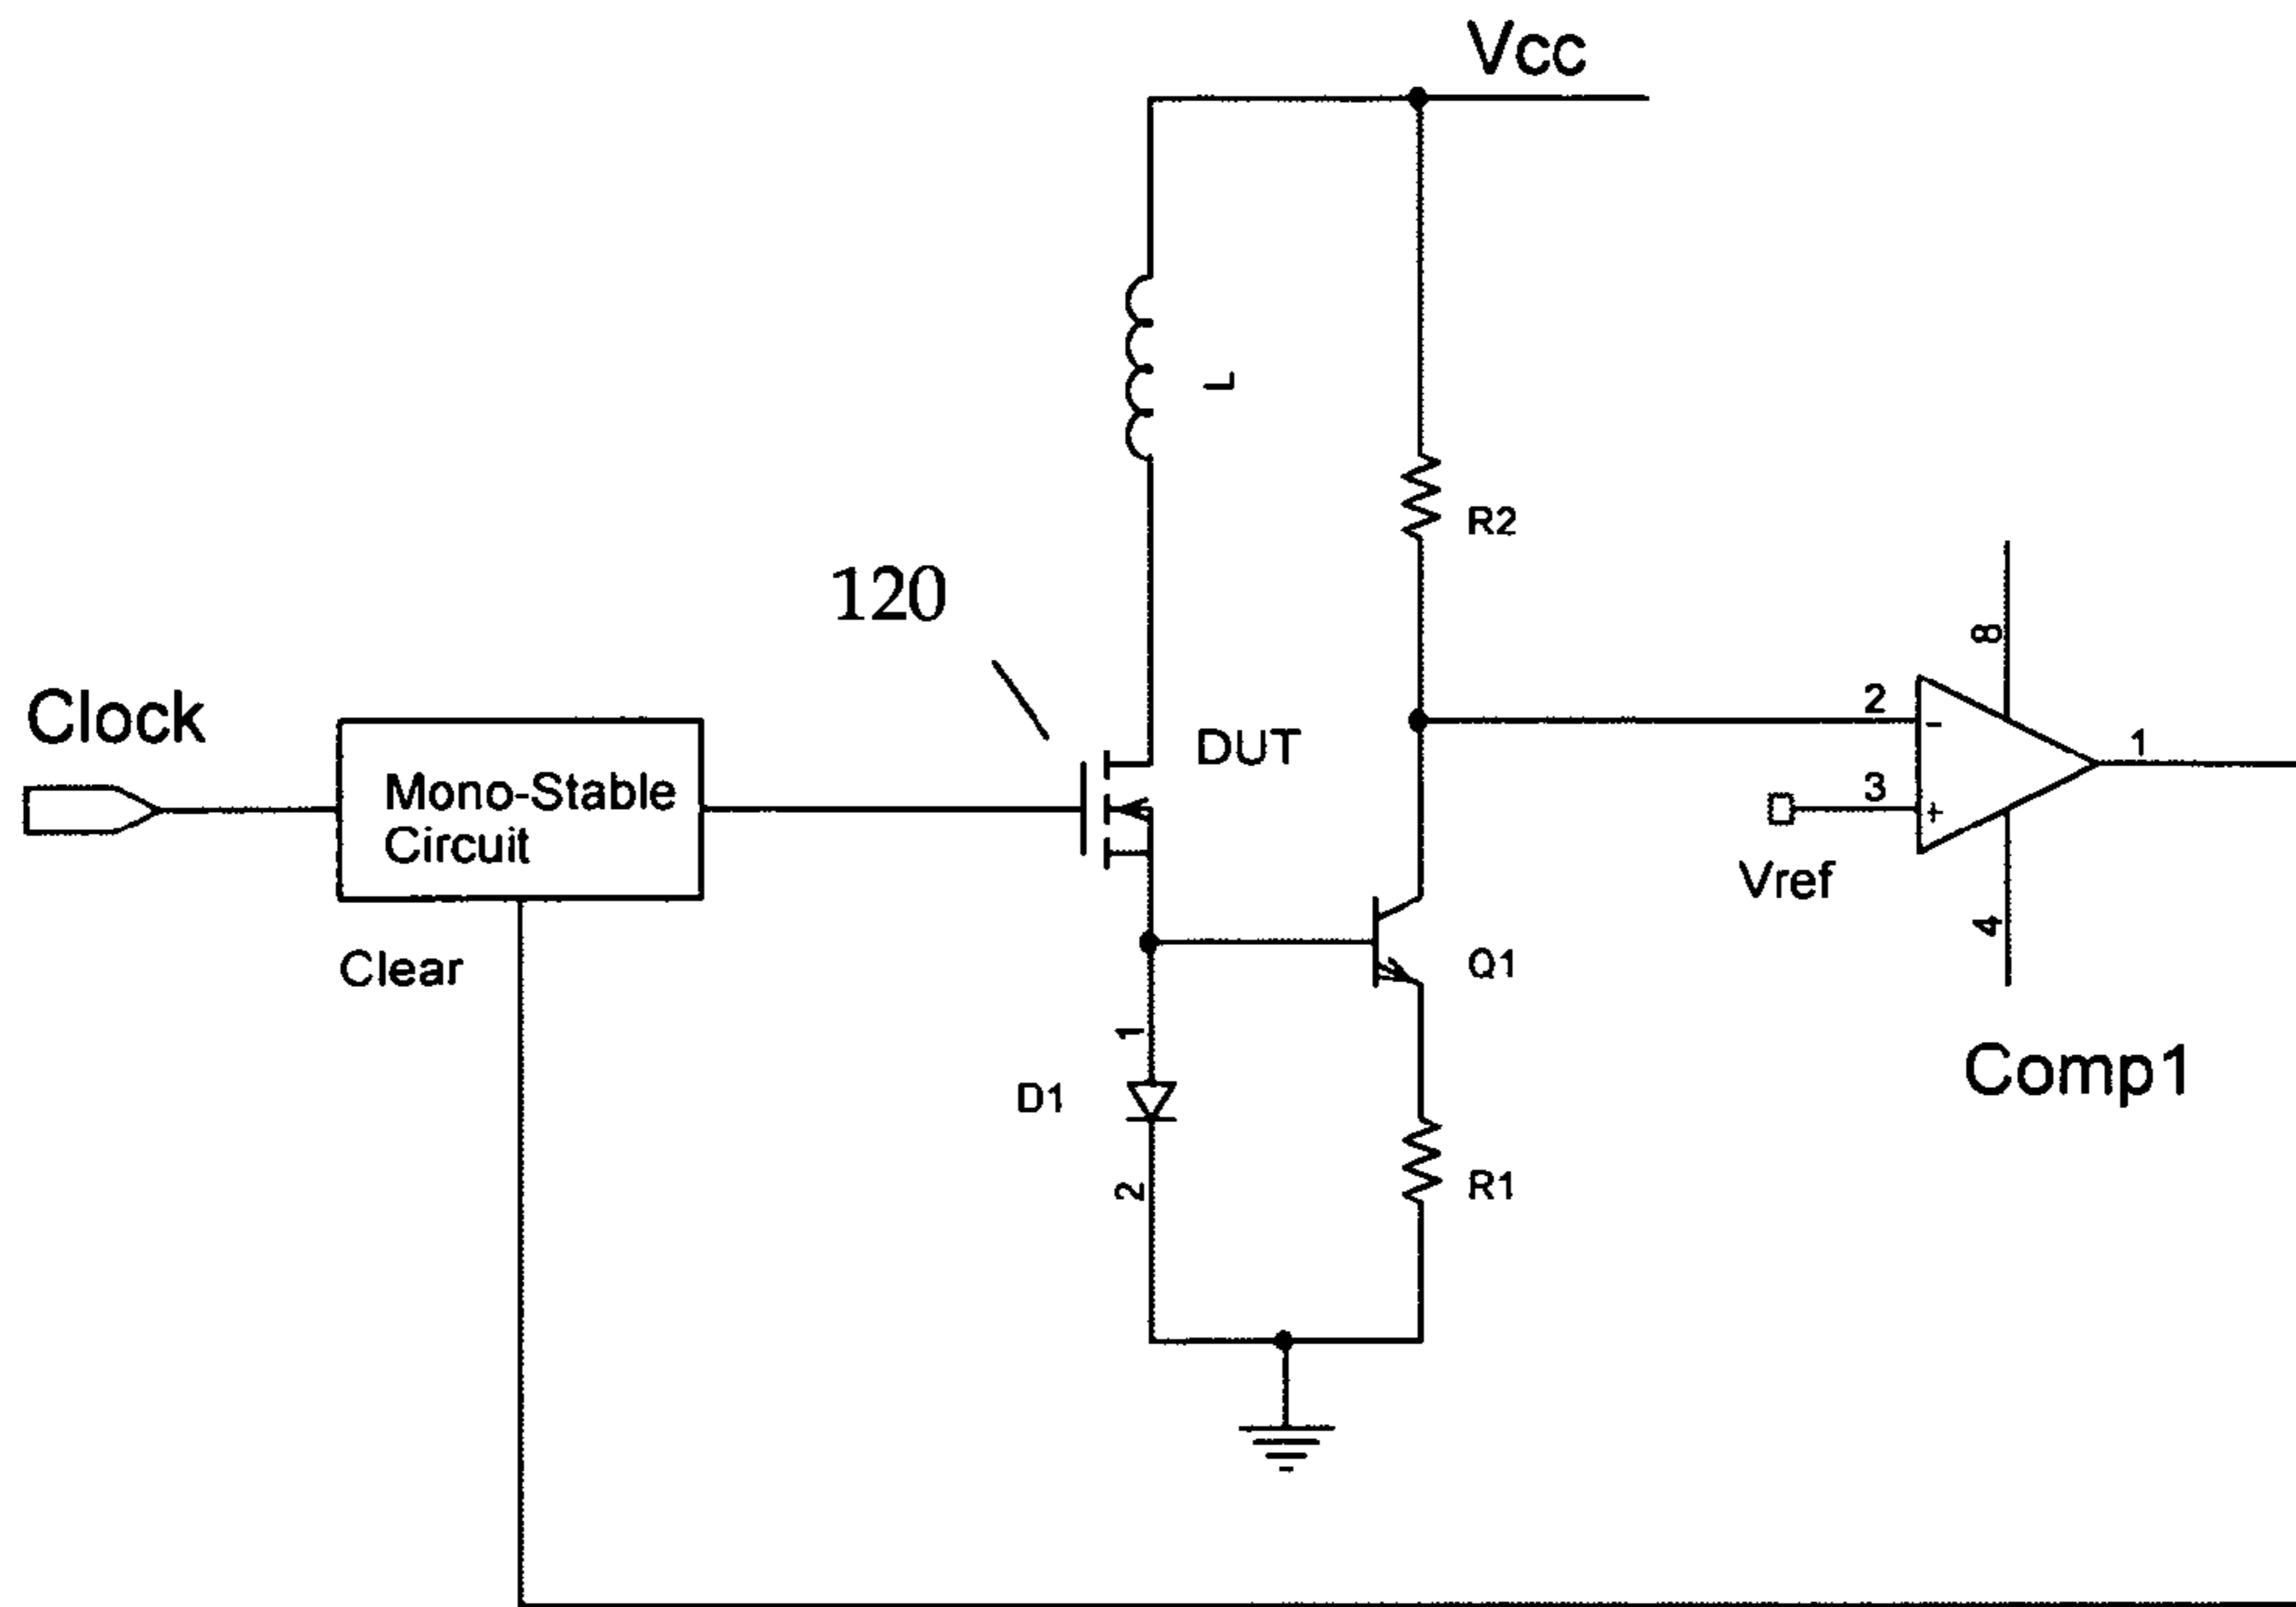 Vcc
L
R2
120
8
Clock
2
-
DUT
1
Mono-Stable
Circuit
3
+
Vref
4
Clear
Q1
1
Comp1
D1
2
R1